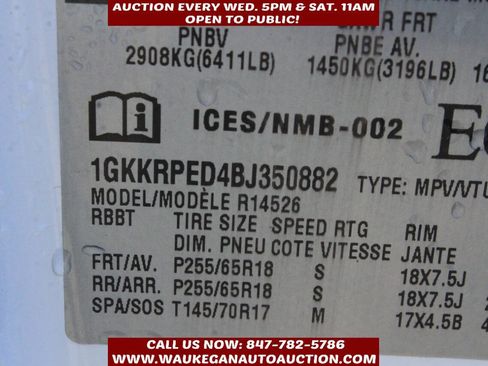 AUCTION EVERY WED. 5PM & SAT. 11AM
OPEN TO PUBLIC!
FRT
PNBV PNBE AV.
2908KG(6411LB) 1450KG(3196LB) 16
ICES/NMB-002
1GKKRPED4BJ350882 TYPE: MPV/VTU
MODEL/MODÈLE R14526
RBBT TIRE SIZE SPEED RTG RIM
DIM. PNEU COTE VITESSE JANTE
FRT/AV. P255/65R18 S 18X7.5J
RR/ARR. P255/65R18 S 18X7.5J
SPA/SOS T145/70R17 M 17X4.5B 4
CALL US NOW: 847-782-5786
WWW.WAUKEGANAUTOAUCTION.COM